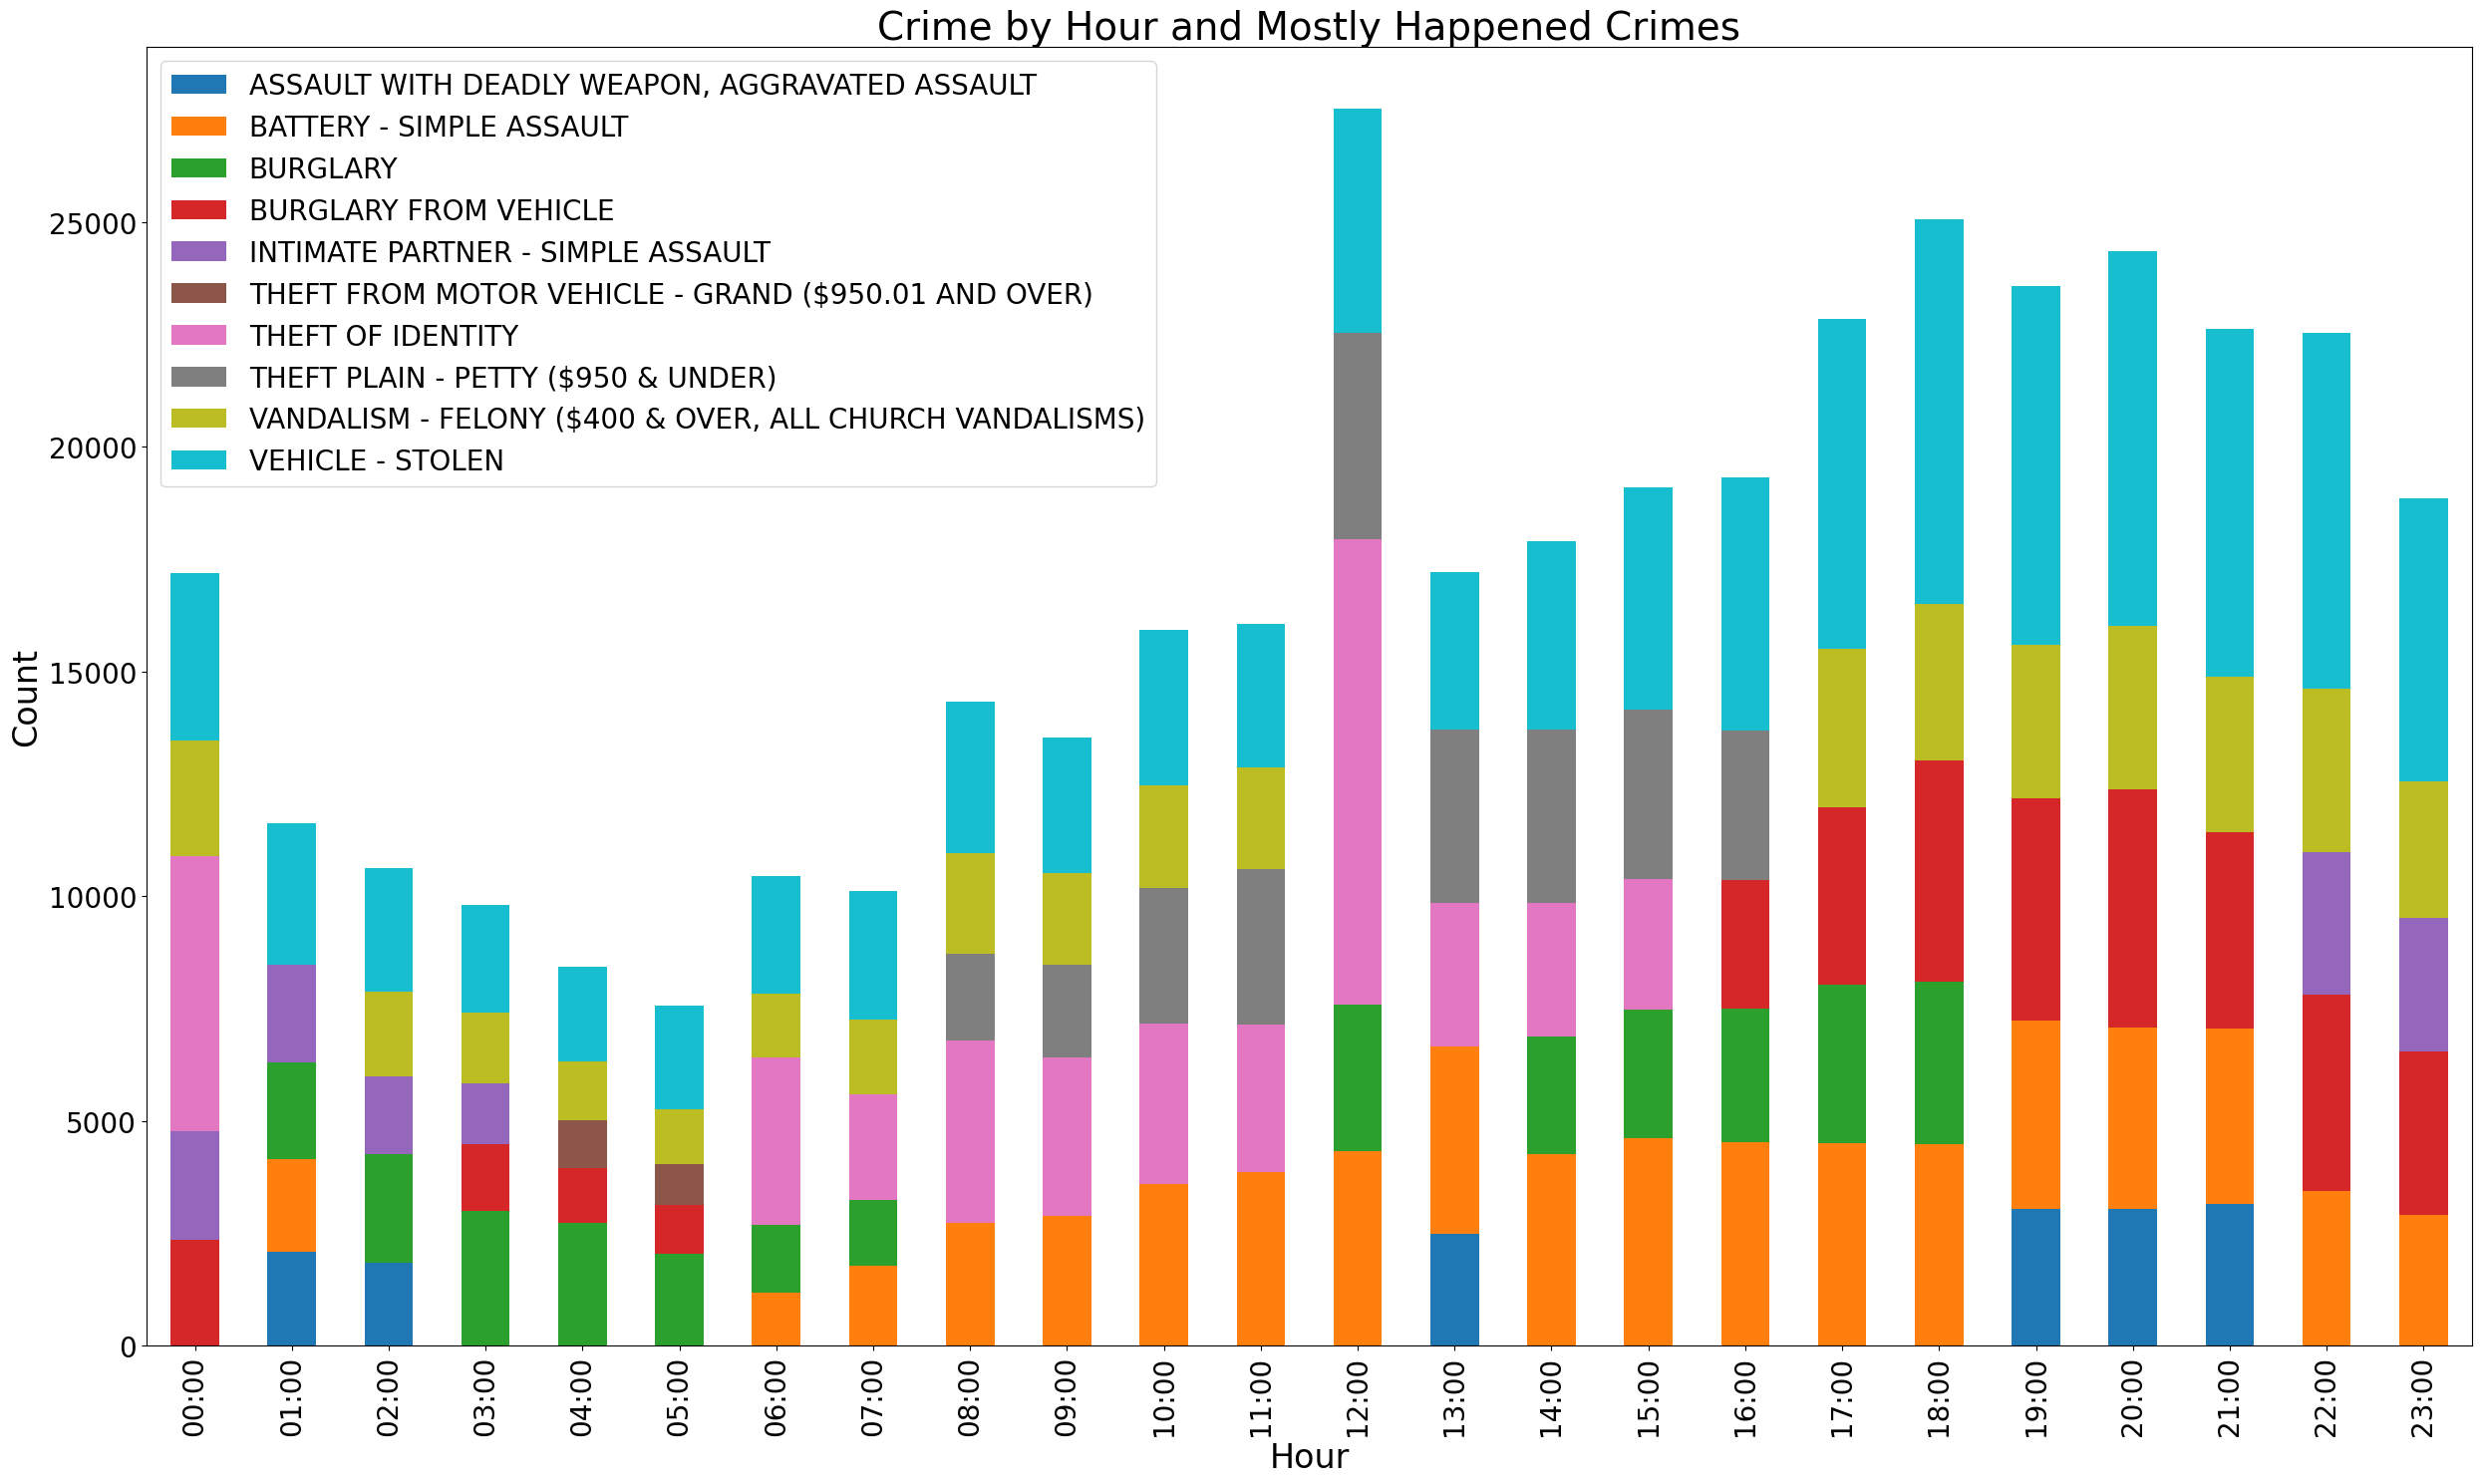 Crime by Hour and Mostly Happened Crimes
ASSAULT WITH DEADLY WEAPON, AGGRAVATED ASSAULT
BATTERY - SIMPLE ASSAULT
BURGLARY
BURGLARY FROM VEHICLE
INTIMATE PARTNER - SIMPLE ASSAULT
THEFT FROM MOTOR VEHICLE - GRAND ($950.01 AND OVER)
THEFT OF IDENTITY
THEFT PLAIN - PETTY ($950 & UNDER)
VANDALISM - FELONY ($400 & OVER, ALL CHURCH VANDALISMS)
VEHICLE - STOLEN
25000
20000
15000
10000
5000
0
Count
00:00
01:00
02:00
03:00
04:00
05:00
06:00
07:00
08:00
09:00
10:00
11:00
12:00
13:00
14:00
15:00
16:00
17:00
18:00
19:00
20:00
21:00
22:00
23:00
Hour